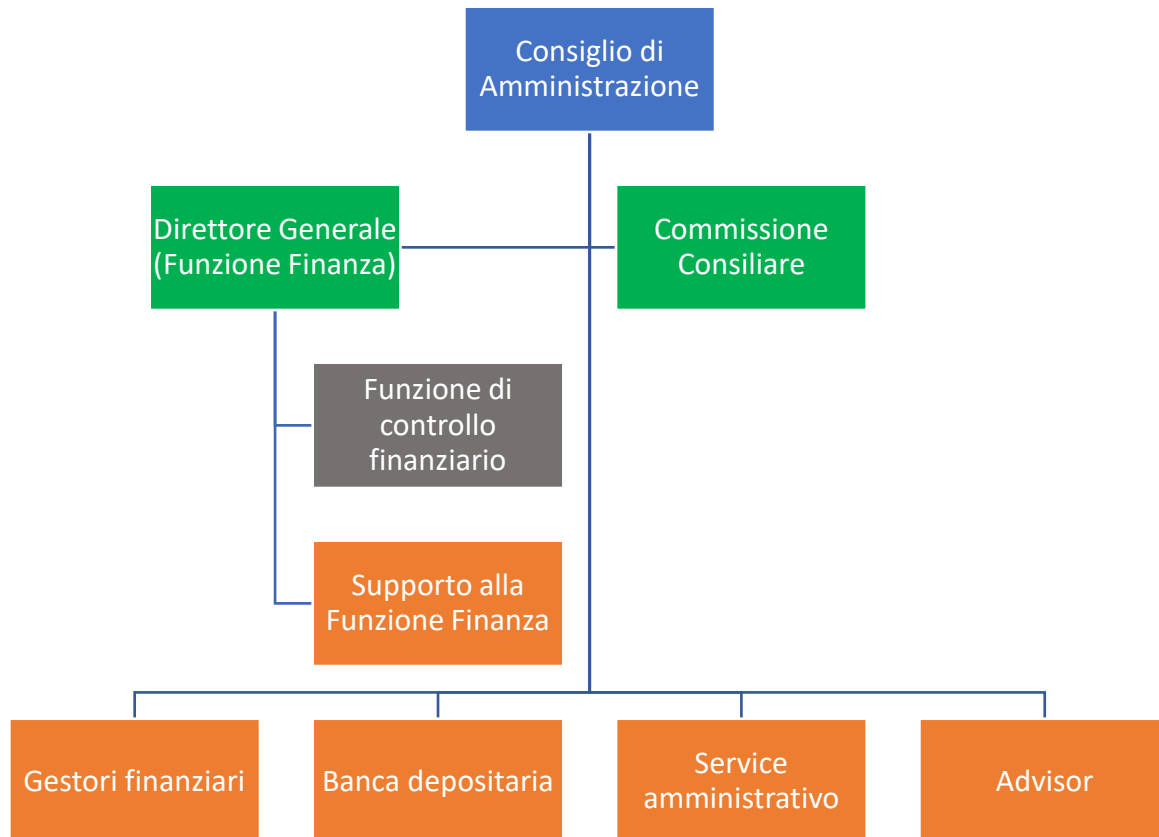 Consiglio di
Amministrazione
Direttore Generale
(Funzione Finanza)
Commissione
Consiliare
Funzione di
controllo
finanziario
Supporto alla
Funzione Finanza
Gestori finanziari
Banca depositaria
Service
amministrativo
Advisor